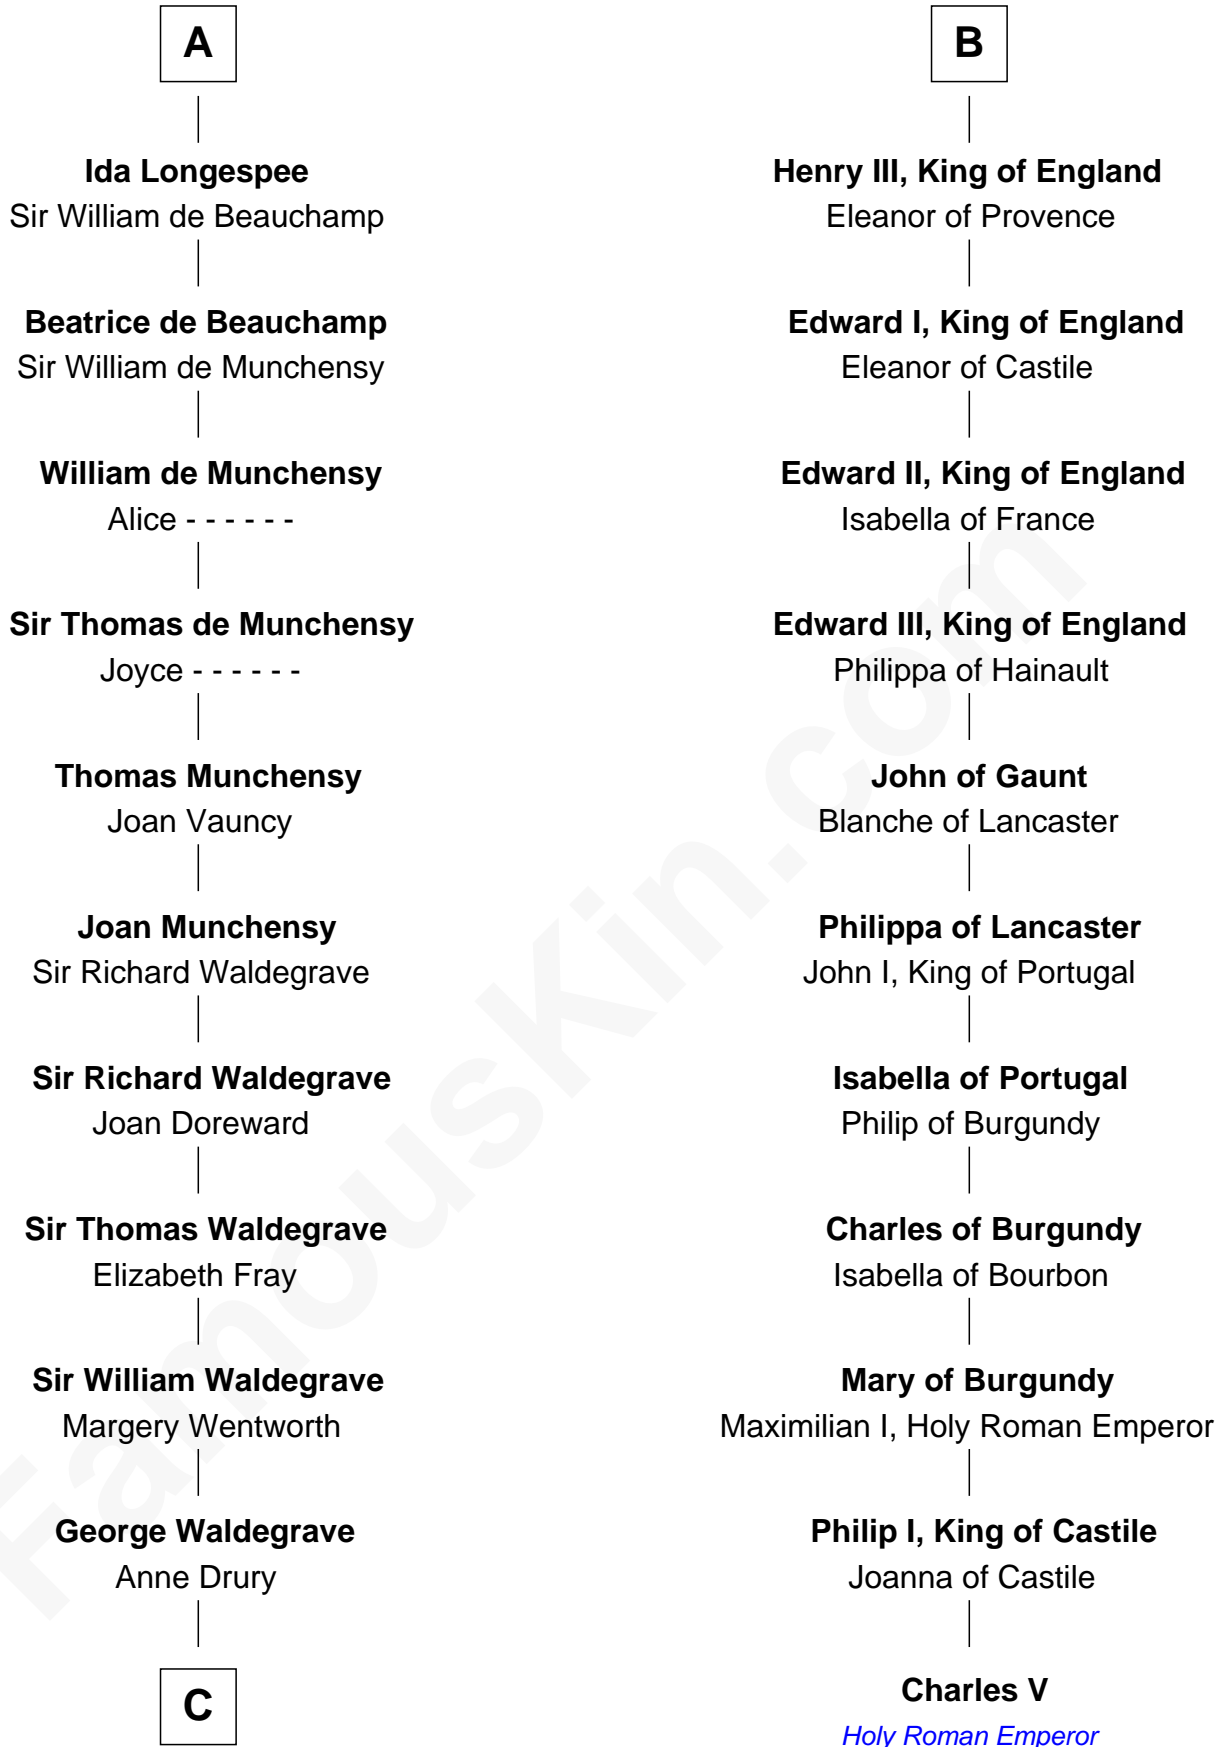 A
Ida Longespee
Sir William de Beauchamp
Beatrice de Beauchamp
Sir William de Munchensy
William de Munchensy
Alice - - - - - -
Sir Thomas de Munchensy
Joyce - - - - - -
Thomas Munchensy
Joan Vauncy
Joan Munchensy
Sir Richard Waldegrave
Sir Richard Waldegrave
Joan Doreward
Sir Thomas Waldegrave
Elizabeth Fray
Sir William Waldegrave
Margery Wentworth
George Waldegrave
Anne Drury
C
B
Henry III, King of England
Eleanor of Provence
Edward I, King of England
Eleanor of Castile
Edward II, King of England
Isabella of France
Edward III, King of England
Philippa of Hainault
John of Gaunt
Blanche of Lancaster
Philippa of Lancaster
John I, King of Portugal
Isabella of Portugal
Philip of Burgundy
Charles of Burgundy
Isabella of Bourbon
Mary of Burgundy
Maximilian I, Holy Roman Emperor
Philip I, King of Castile
Joanna of Castile
Charles V
Holy Roman Emperor
FamousKin.com